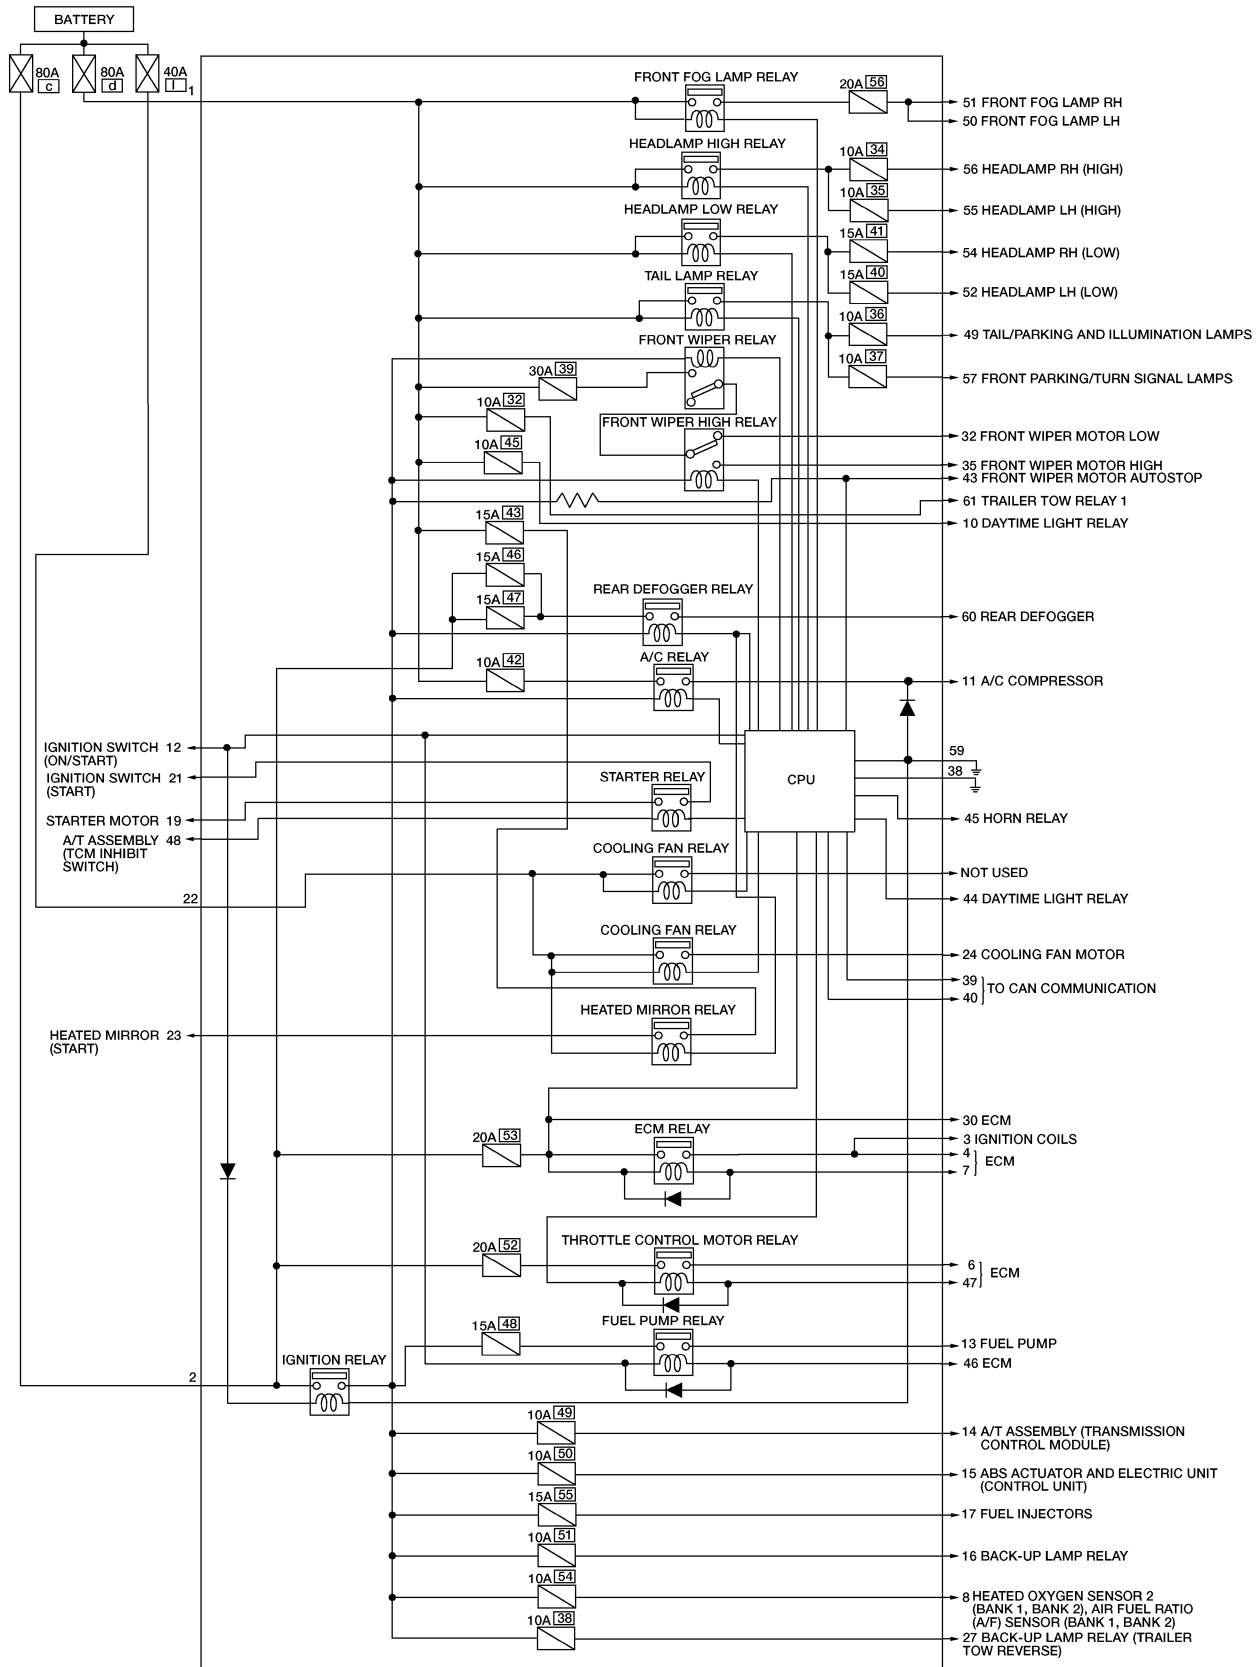 BATTERY
80A
c
80A
d
40A
I
1
FRONT FOG LAMP RELAY
20A 56
51 FRONT FOG LAMP RH
50 FRONT FOG LAMP LH
HEADLAMP HIGH RELAY
10A 34
56 HEADLAMP RH (HIGH)
10A 35
55 HEADLAMP LH (HIGH)
HEADLAMP LOW RELAY
15A 41
54 HEADLAMP RH (LOW)
15A 40
52 HEADLAMP LH (LOW)
TAIL LAMP RELAY
10A 36
49 TAIL/PARKING AND ILLUMINATION LAMPS
FRONT WIPER RELAY
10A 37
57 FRONT PARKING/TURN SIGNAL LAMPS
30A 39
10A 32
FRONT WIPER HIGH RELAY
32 FRONT WIPER MOTOR LOW
10A 45
35 FRONT WIPER MOTOR HIGH
43 FRONT WIPER MOTOR AUTOSTOP
61 TRAILER TOW RELAY 1
15A 43
10 DAYTIME LIGHT RELAY
15A 46
15A 47
REAR DEFOGGER RELAY
60 REAR DEFOGGER
10A 42
A/C RELAY
11 A/C COMPRESSOR
IGNITION SWITCH 12
(ON/START)
IGNITION SWITCH 21
(START)
CPU
59
38
STARTER RELAY
STARTER MOTOR 19
45 HORN RELAY
A/T ASSEMBLY 48
(TCM INHIBIT
SWITCH)
COOLING FAN RELAY
NOT USED
22
44 DAYTIME LIGHT RELAY
COOLING FAN RELAY
24 COOLING FAN MOTOR
39
40
TO CAN COMMUNICATION
HEATED MIRROR RELAY
HEATED MIRROR 23
(START)
30 ECM
20A 53
ECM RELAY
3 IGNITION COILS
4
7
ECM
20A 52
THROTTLE CONTROL MOTOR RELAY
6
47
ECM
15A 48
FUEL PUMP RELAY
13 FUEL PUMP
46 ECM
IGNITION RELAY
2
10A 49
14 A/T ASSEMBLY (TRANSMISSION
CONTROL MODULE)
10A 50
15 ABS ACTUATOR AND ELECTRIC UNIT
(CONTROL UNIT)
15A 55
17 FUEL INJECTORS
10A 51
16 BACK-UP LAMP RELAY
10A 54
8 HEATED OXYGEN SENSOR 2
(BANK 1, BANK 2), AIR FUEL RATIO
(A/F) SENSOR (BANK 1, BANK 2)
10A 38
27 BACK-UP LAMP RELAY (TRAILER
TOW REVERSE)